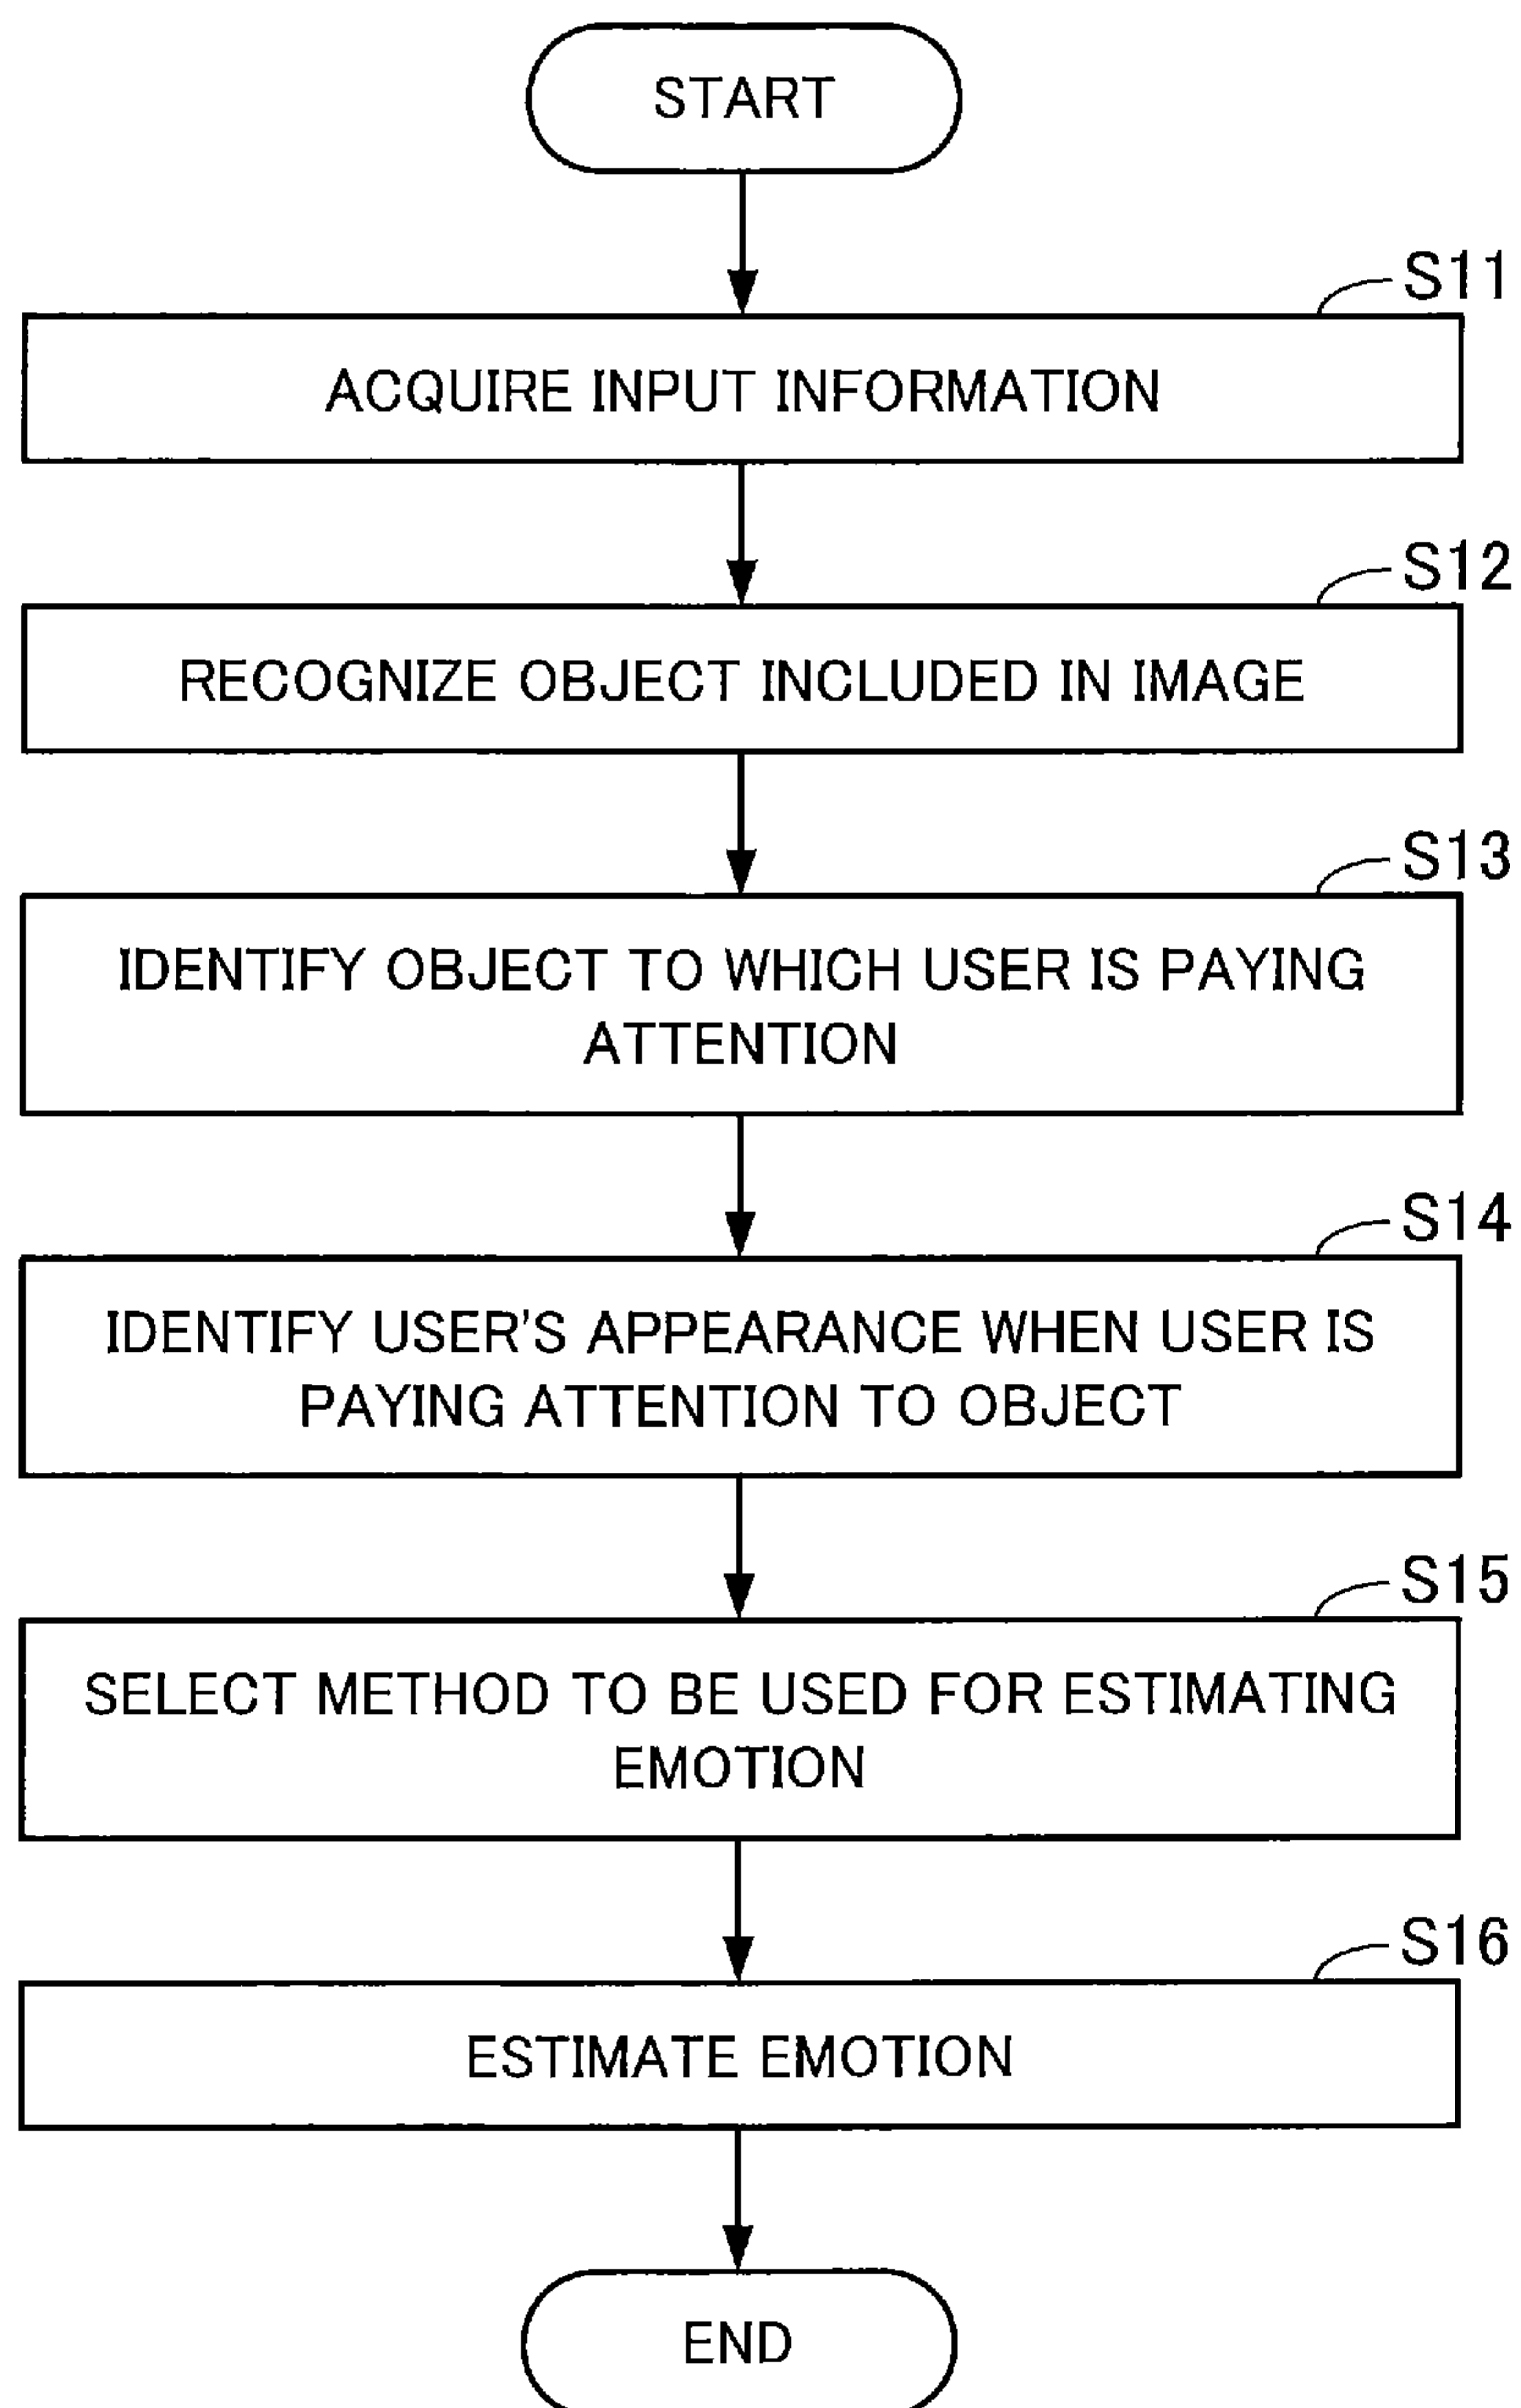 START
S11
ACQUIRE INPUT INFORMATION
S12
RECOGNIZE OBJECT INCLUDED IN IMAGE
S13
IDENTIFY OBJECT TO WHICH USER IS PAYING
ATTENTION
S14
IDENTIFY USER'S APPEARANCE WHEN USER IS
PAYING ATTENTION TO OBJECT
S15
SELECT METHOD TO BE USED FOR ESTIMATING
EMOTION
S16
ESTIMATE EMOTION
END